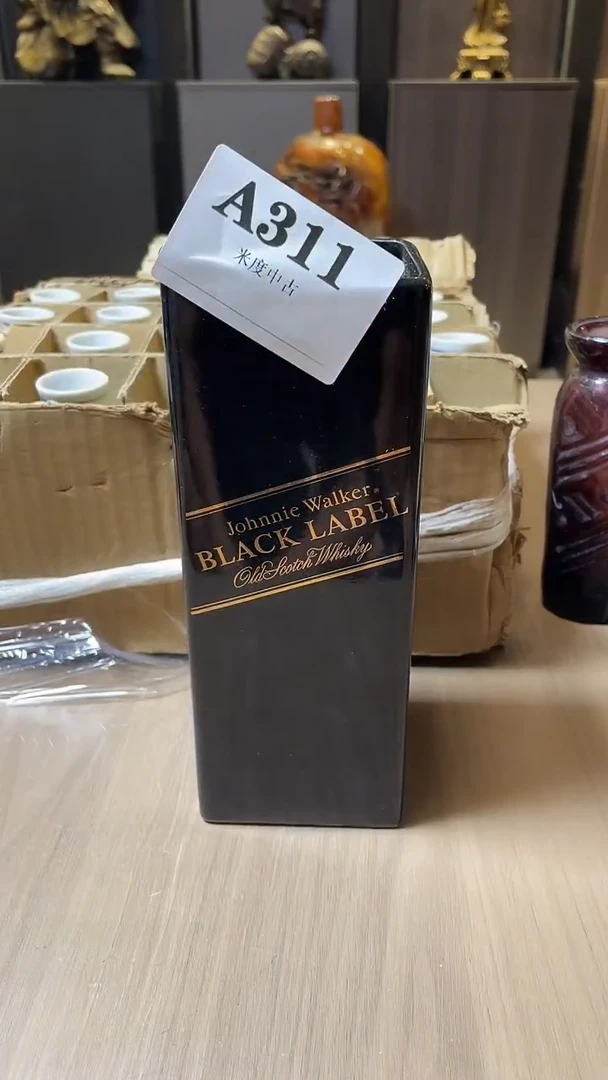 A311
米度中古
Johnnie Walker
BLACK LABEL
Old Scotch Whisky